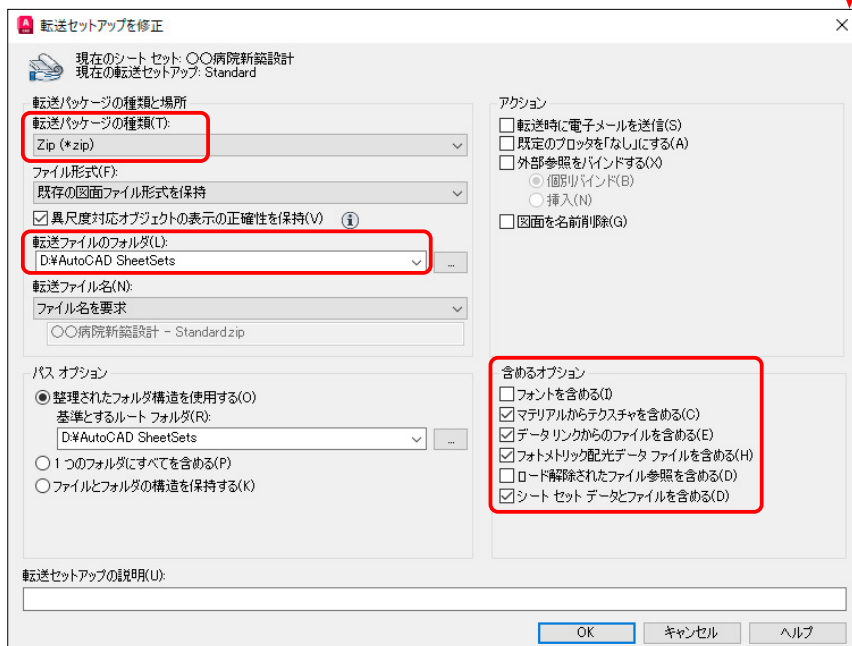 転送セットアップを修正
現在のシート セット: 〇〇病院新築設計
現在の転送セットアップ: Standard
転送パッケージの種類と場所
転送パッケージの種類(T):
Zip (*zip)
ファイル形式(F):
既存の図面ファイル形式を保持
異尺度対応オブジェクトの表示の正確性を保持(V)
転送ファイルのフォルダ(L):
D:¥AutoCAD SheetSets
...
転送ファイル名(N):
ファイル名を要求
〇〇病院新築設計 - Standard.zip
アクション
転送時に電子メールを送信(S)
既定のプロッタを「なし」にする(A)
外部参照をバインドする(X)
個別バインド(B)
挿入(N)
図面を名前削除(G)
パス オプション
整理されたフォルダ構造を使用する(O)
基準とするルート フォルダ(R):
D:¥AutoCAD SheetSets
...
1 つのフォルダにすべてを含める(P)
ファイルとフォルダの構造を保持する(K)
含めるオプション
フォントを含める(I)
マテリアルからテクスチャを含める(C)
データ リンクからのファイルを含める(E)
フォトメトリック配光データ ファイルを含める(H)
ロード解除されたファイル参照を含める(D)
シート セット データとファイルを含める(D)
転送セットアップの説明(U):
OK
キャンセル
ヘルプ